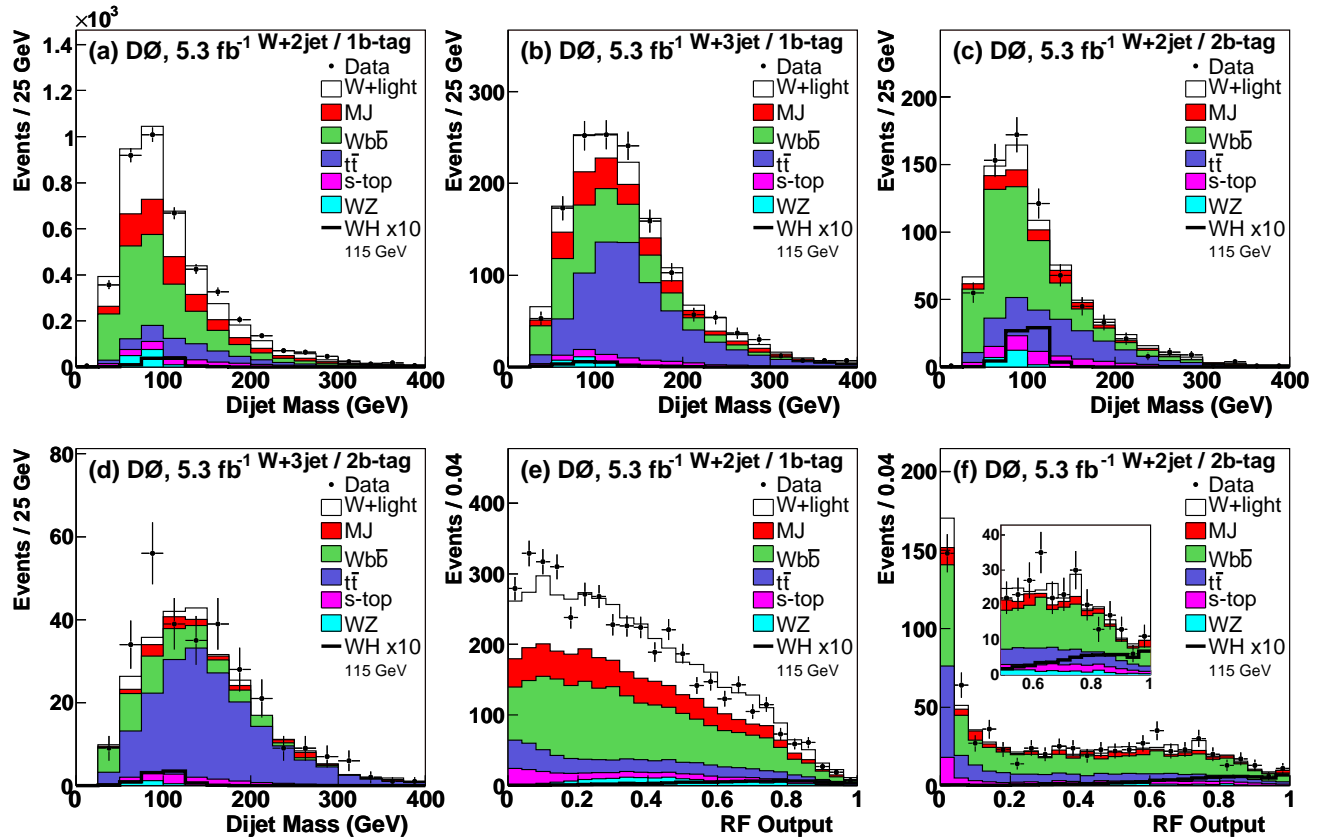 ×10³
(a) DØ, 5.3 fb⁻¹ W+2jet / 1b-tag
Events / 25 GeV
1.4
1.2
1
0.8
0.6
0.4
0.2
0
Data
W+light
MJ
Wbb̄
tt̄
s-top
WZ
WH x10
115 GeV
0 100 200 300 400
Dijet Mass (GeV)
(b) DØ, 5.3 fb⁻¹ W+3jet / 1b-tag
Events / 25 GeV
300
200
100
0
Data
W+light
MJ
Wbb̄
tt̄
s-top
WZ
WH x10
115 GeV
0 100 200 300 400
Dijet Mass (GeV)
(c) DØ, 5.3 fb⁻¹ W+2jet / 2b-tag
Events / 25 GeV
200
150
100
50
0
Data
W+light
MJ
Wbb̄
tt̄
s-top
WZ
WH x10
115 GeV
0 100 200 300 400
Dijet Mass (GeV)
(d) DØ, 5.3 fb⁻¹ W+3jet / 2b-tag
Events / 25 GeV
80
60
40
20
0
Data
W+light
MJ
Wbb̄
tt̄
s-top
WZ
WH x10
115 GeV
0 100 200 300 400
Dijet Mass (GeV)
(e) DØ, 5.3 fb⁻¹ W+2jet / 1b-tag
Events / 0.04
400
300
200
100
0
Data
W+light
MJ
Wbb̄
tt̄
s-top
WZ
WH x10
115 GeV
0 0.2 0.4 0.6 0.8 1
RF Output
(f) DØ, 5.3 fb⁻¹ W+2jet / 2b-tag
Events / 0.04
200
150
100
50
0
40
30
20
10
0
0.6 0.8 1
Data
W+light
MJ
Wbb̄
tt̄
s-top
WZ
WH x10
115 GeV
0 0.2 0.4 0.6 0.8 1
RF Output